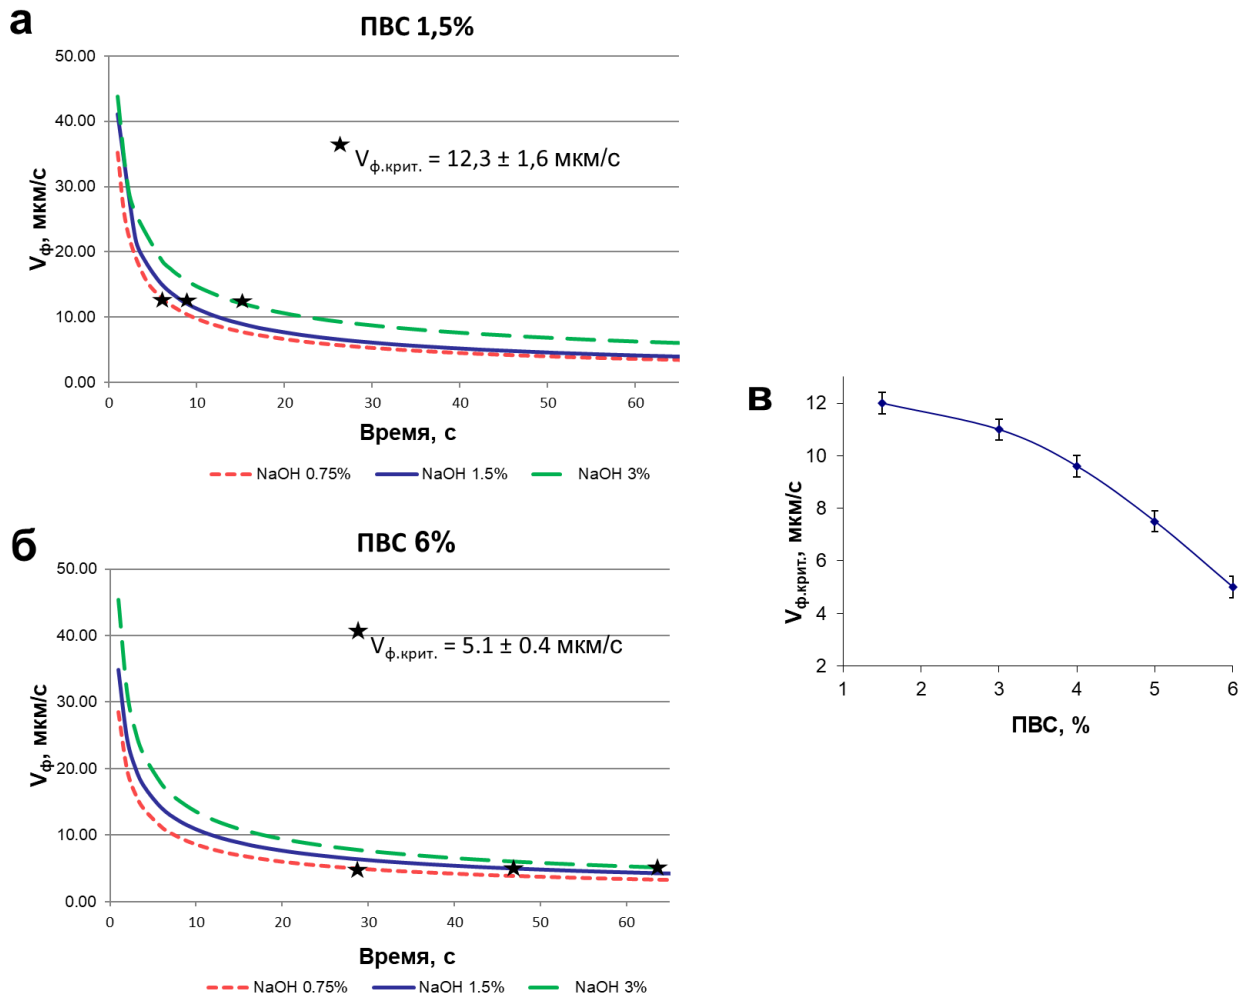 а
ПВС 1,5%
50.00
40.00
30.00
20.00
10.00
0.00
Vф, мкм/с
★ Vф.крит. = 12,3 ± 1,6 мкм/с
0 10 20 30 40 50 60
Время, с
NaOH 0.75% NaOH 1.5% NaOH 3%
б
ПВС 6%
50.00
40.00
30.00
20.00
10.00
0.00
Vф, мкм/с
★ Vф.крит. = 5.1 ± 0.4 мкм/с
0 10 20 30 40 50 60
Время, с
NaOH 0.75% NaOH 1.5% NaOH 3%
в
12
10
8
6
4
2
Vф.крит., мкм/с
1 2 3 4 5 6
ПВС, %